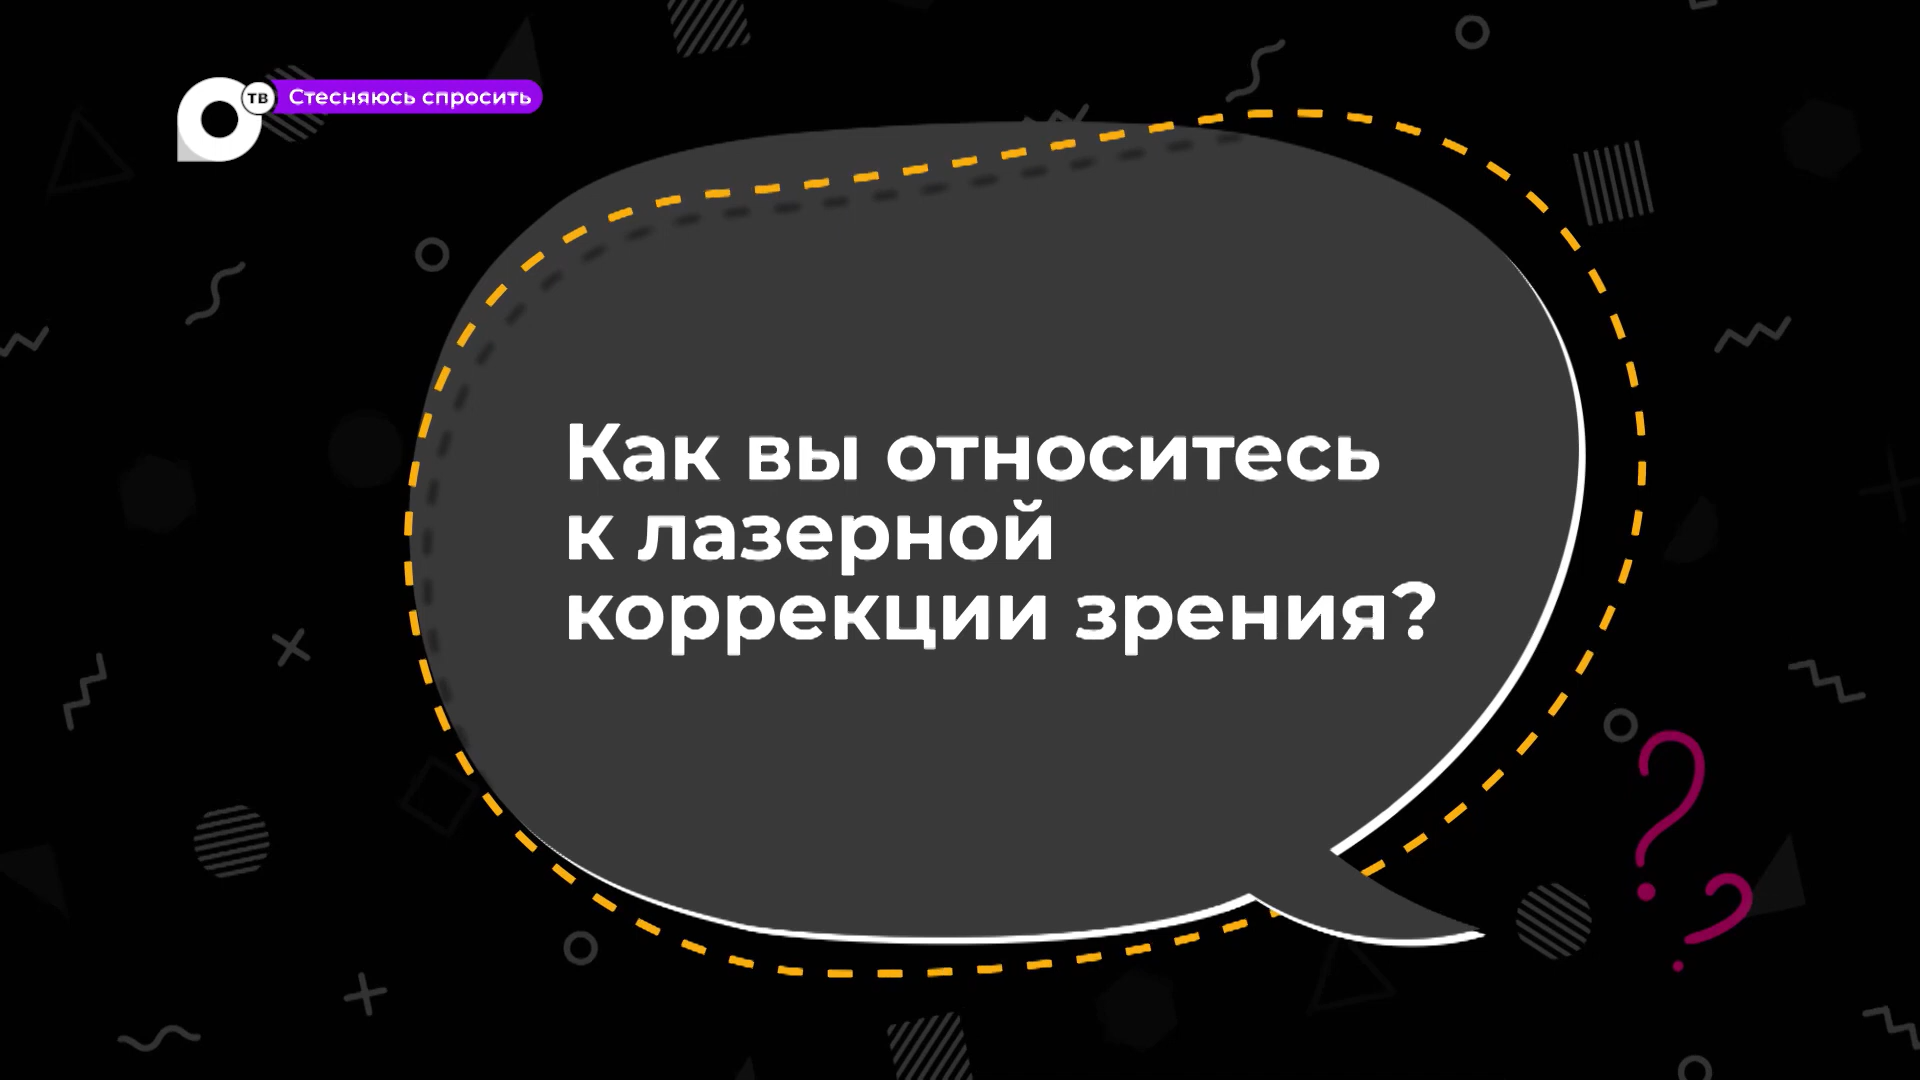 ТВ Стесняюсь спросить
Как вы относитесь
к лазерной
коррекции зрения?